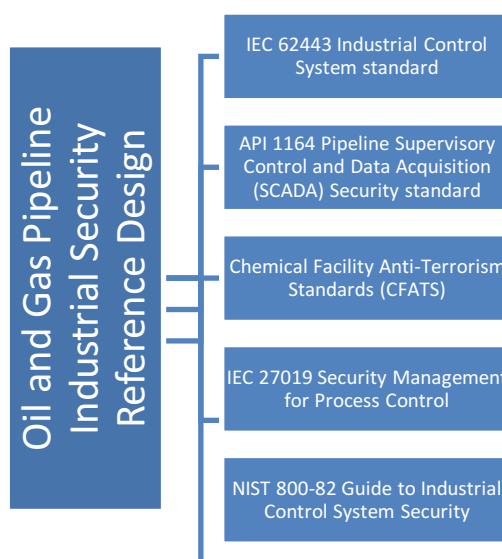 Oil and Gas Pipeline
Industrial Security
Reference Design
IEC 62443 Industrial Control
System standard
API 1164 Pipeline Supervisory
Control and Data Acquisition
(SCADA) Security standard
Chemical Facility Anti-Terrorism
Standards (CFATS)
IEC 27019 Security Management
for Process Control
NIST 800-82 Guide to Industrial
Control System Security